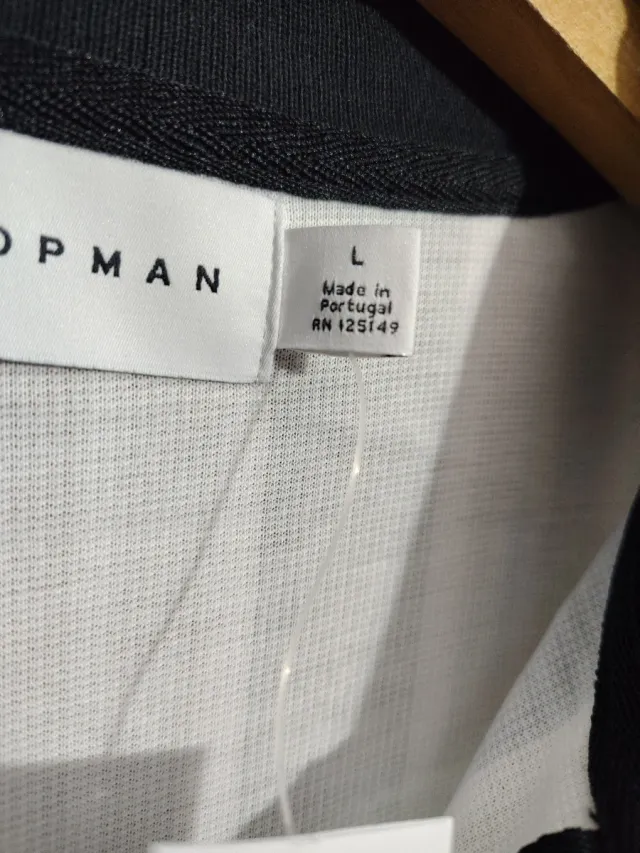 OPMAN
L
Made in
Portugal
RN 125149